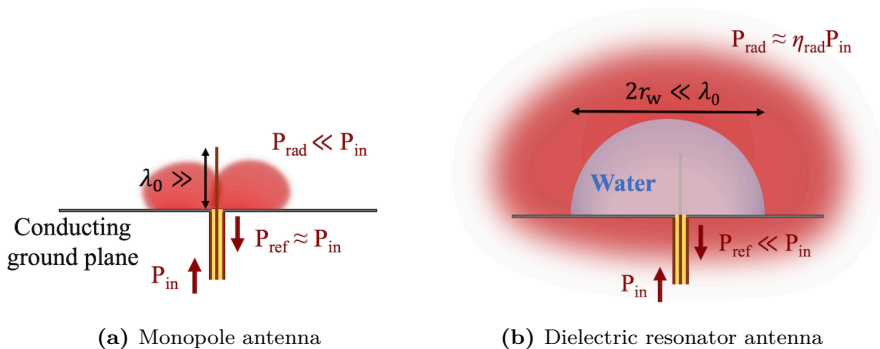 P_rad ≪ P_in
λ₀ ≫
Conducting
ground plane
P_ref ≈ P_in
P_in
(a) Monopole antenna
P_rad ≈ η_rad P_in
2r_w ≪ λ₀
Water
P_ref ≪ P_in
P_in
(b) Dielectric resonator antenna